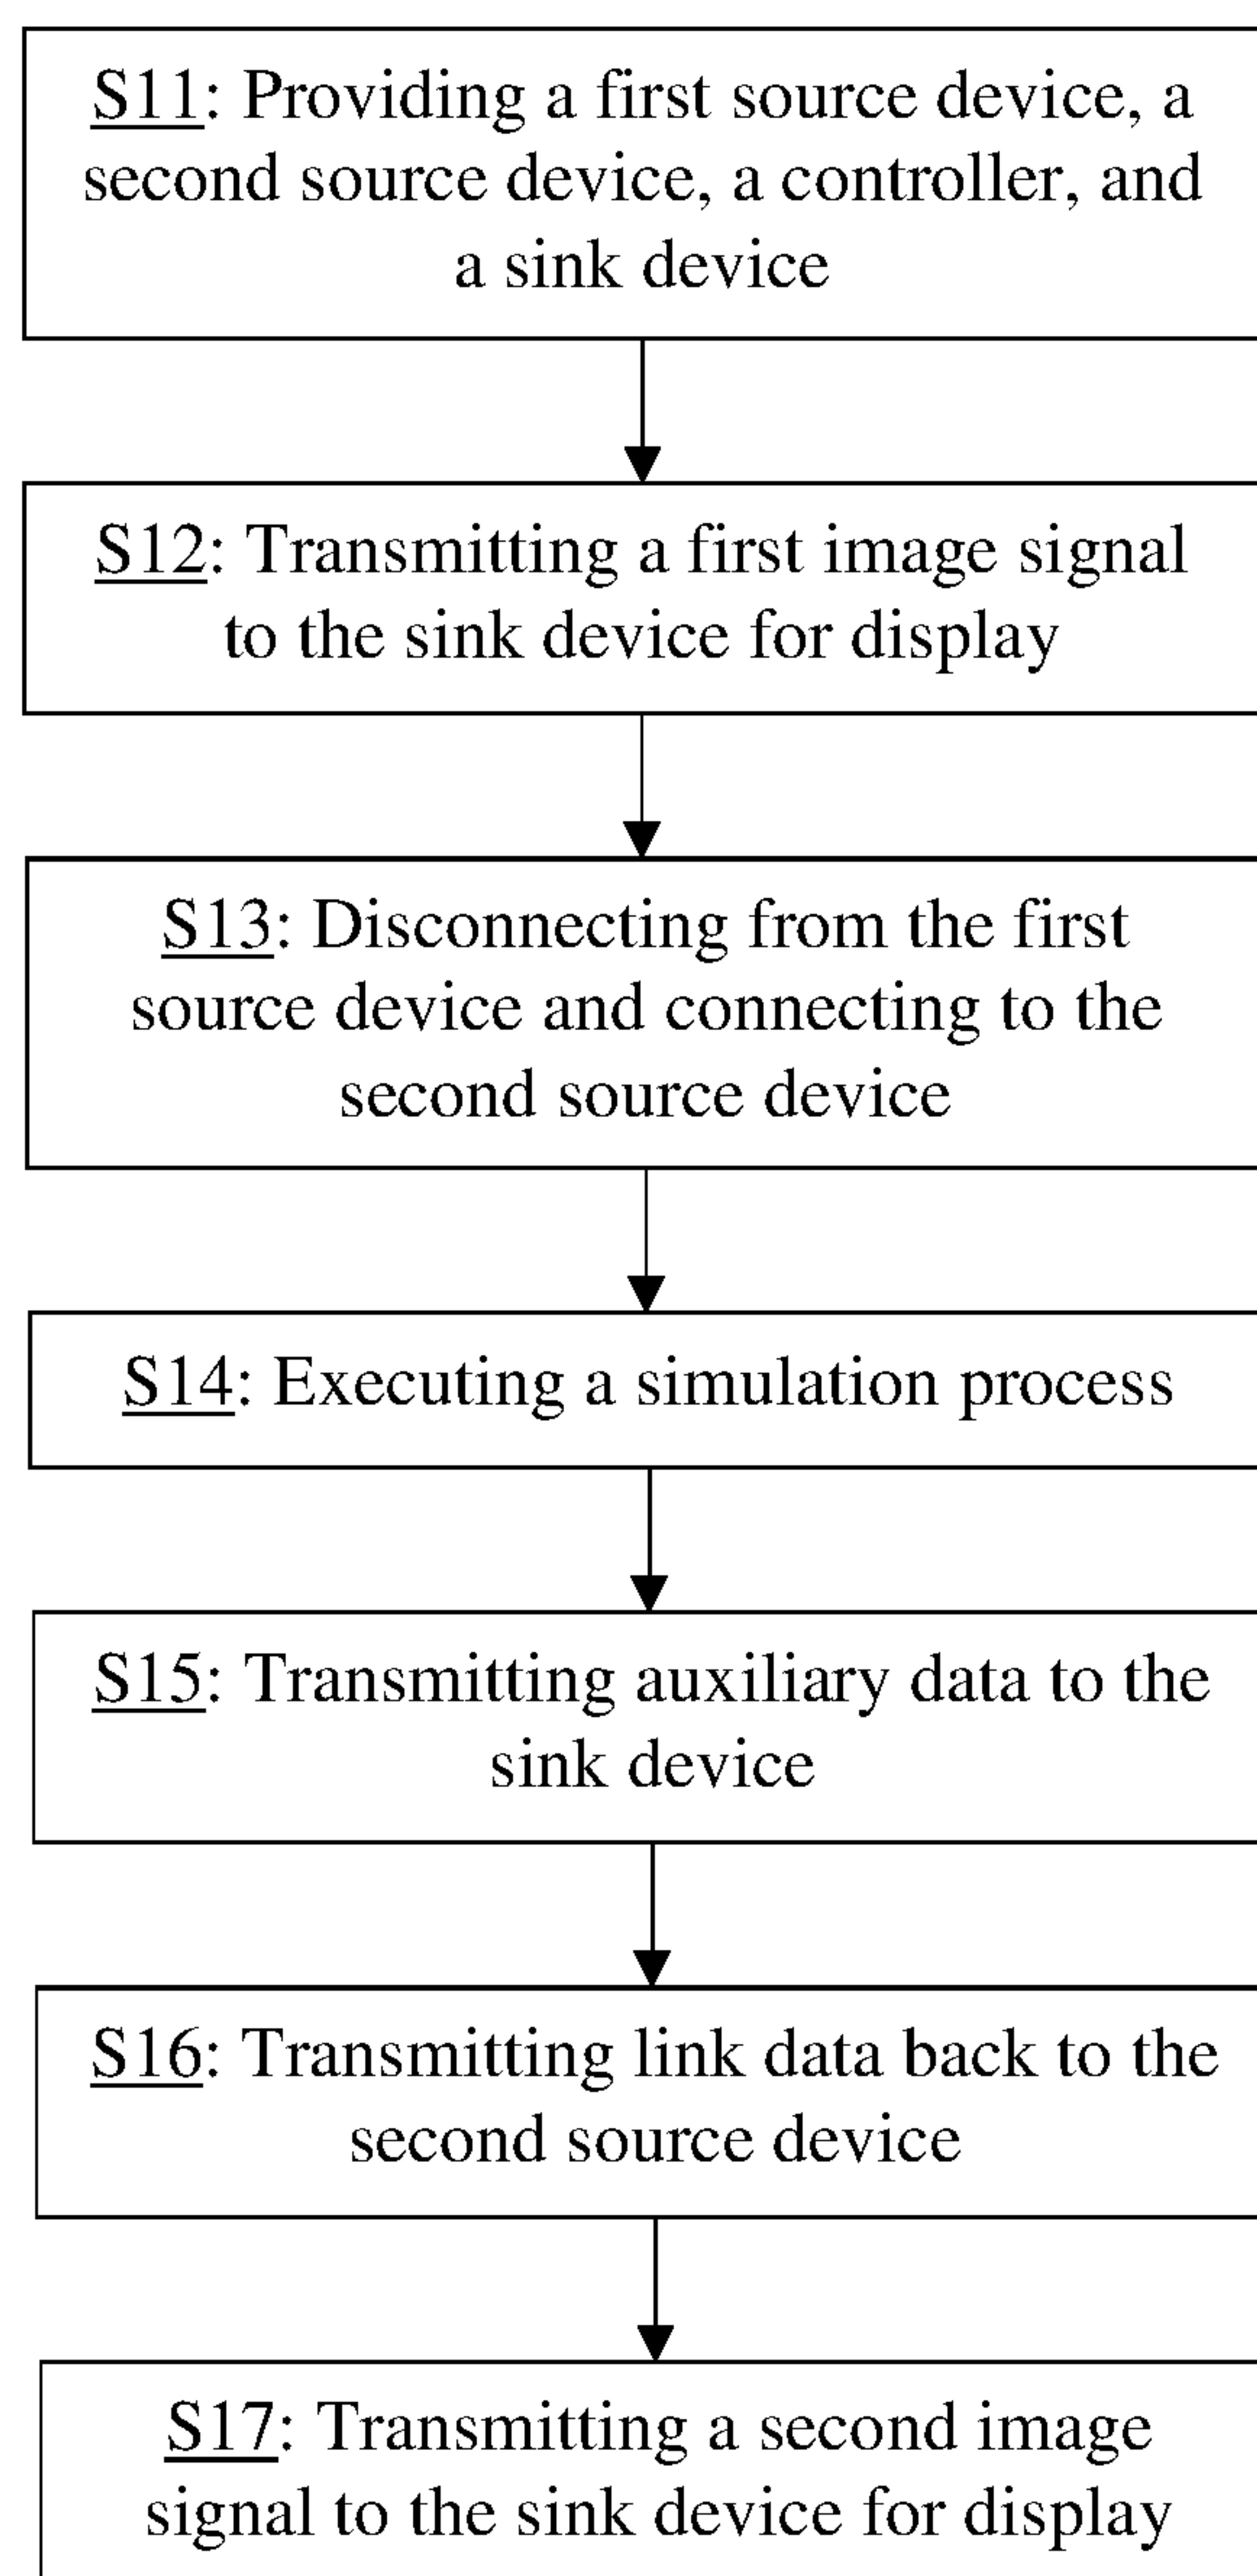 S11: Providing a first source device, a
second source device, a controller, and
a sink device
S12: Transmitting a first image signal
to the sink device for display
S13: Disconnecting from the first
source device and connecting to the
second source device
S14: Executing a simulation process
S15: Transmitting auxiliary data to the
sink device
S16: Transmitting link data back to the
second source device
S17: Transmitting a second image
signal to the sink device for display